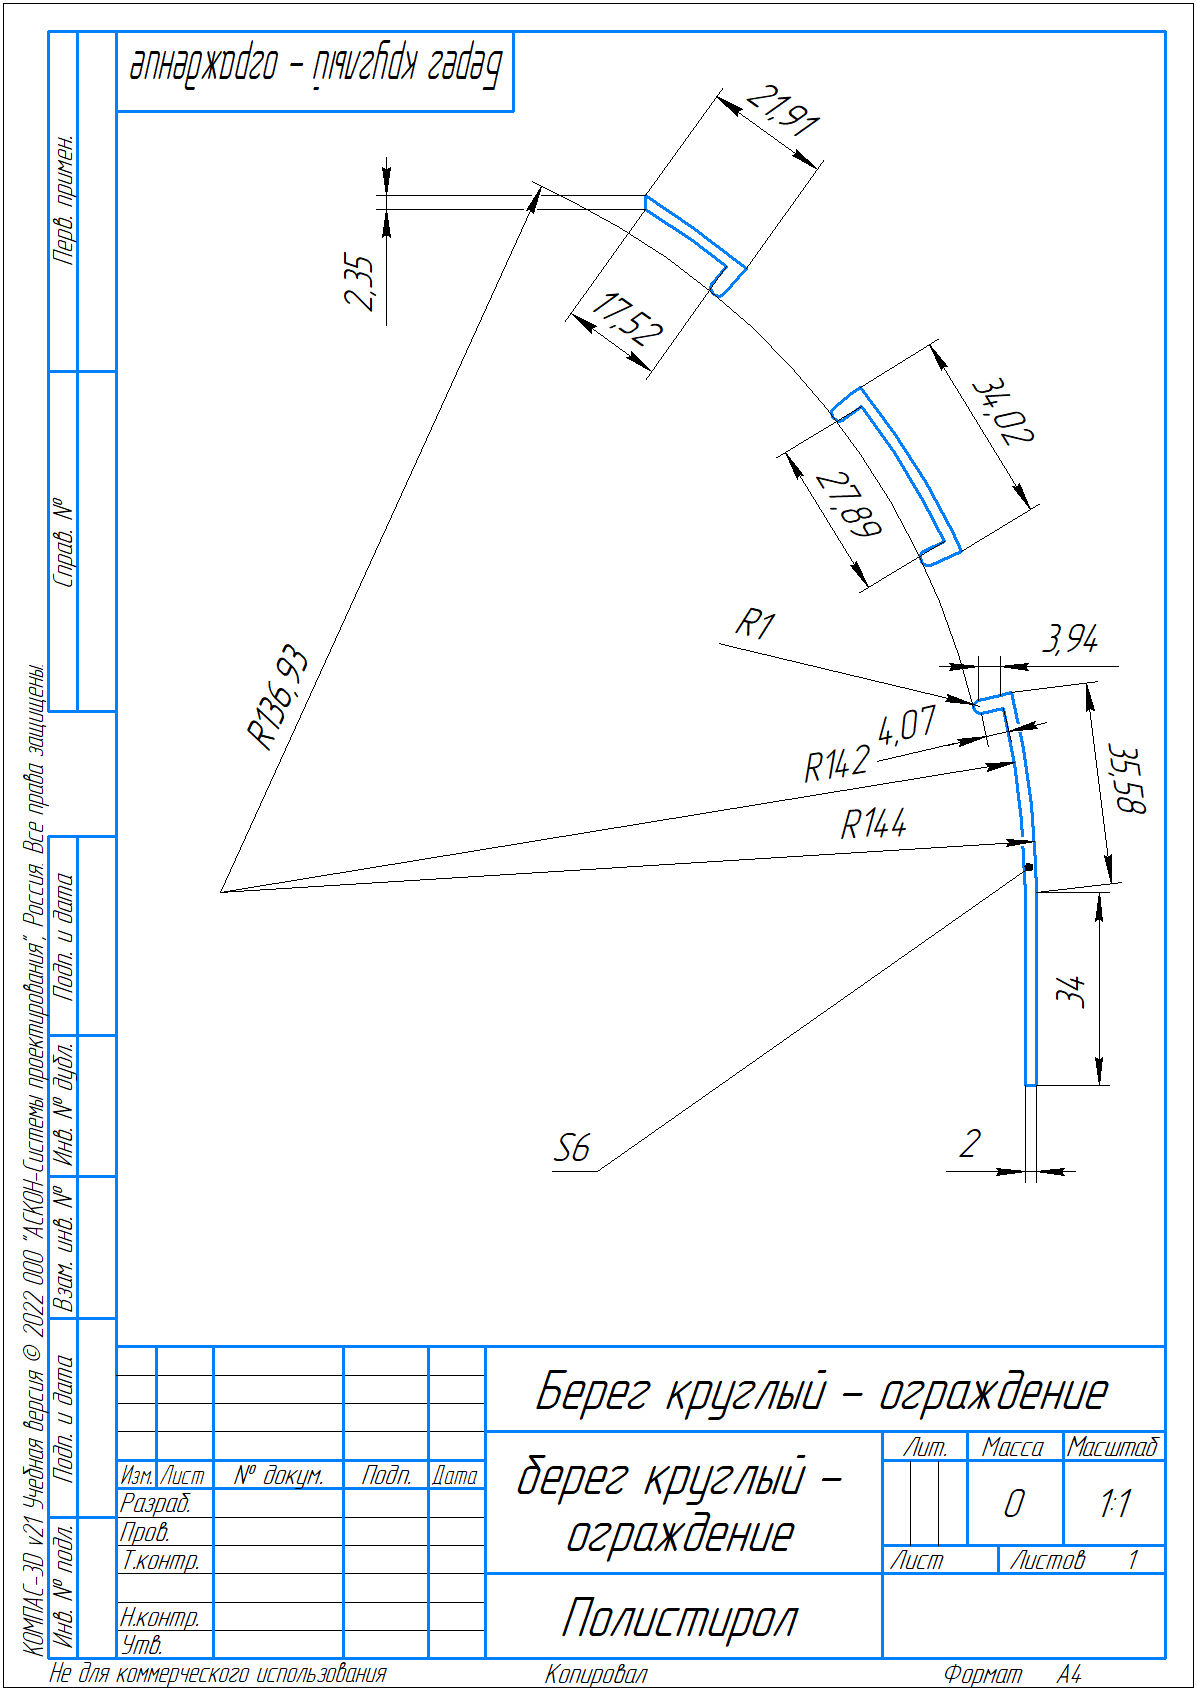 Берег круглый – ограждение
21,91
2,35
17,52
34,02
27,89
R1
3,94
R136,93
4,07
R142
35,58
R144
34
S6
2
Перв. примен.
Справ. №
Подп. и дата
Инв. № дубл.
Взам. инв. №
Подп. и дата
Инв. № подл.
КОМПАС-3D v21 Учебная версия © 2022 ООО "АСКОН-Системы проектирования", Россия. Все права защищены.
Берег круглый – ограждение
Изм. Лист № докум. Подп. Дата
Разраб.
Пров.
Т.контр.
Н.контр.
Утв.
берег круглый –
ограждение
Лит. Масса Масштаб
0 1:1
Лист Листов 1
Полистирол
Не для коммерческого использования Копировал Формат А4